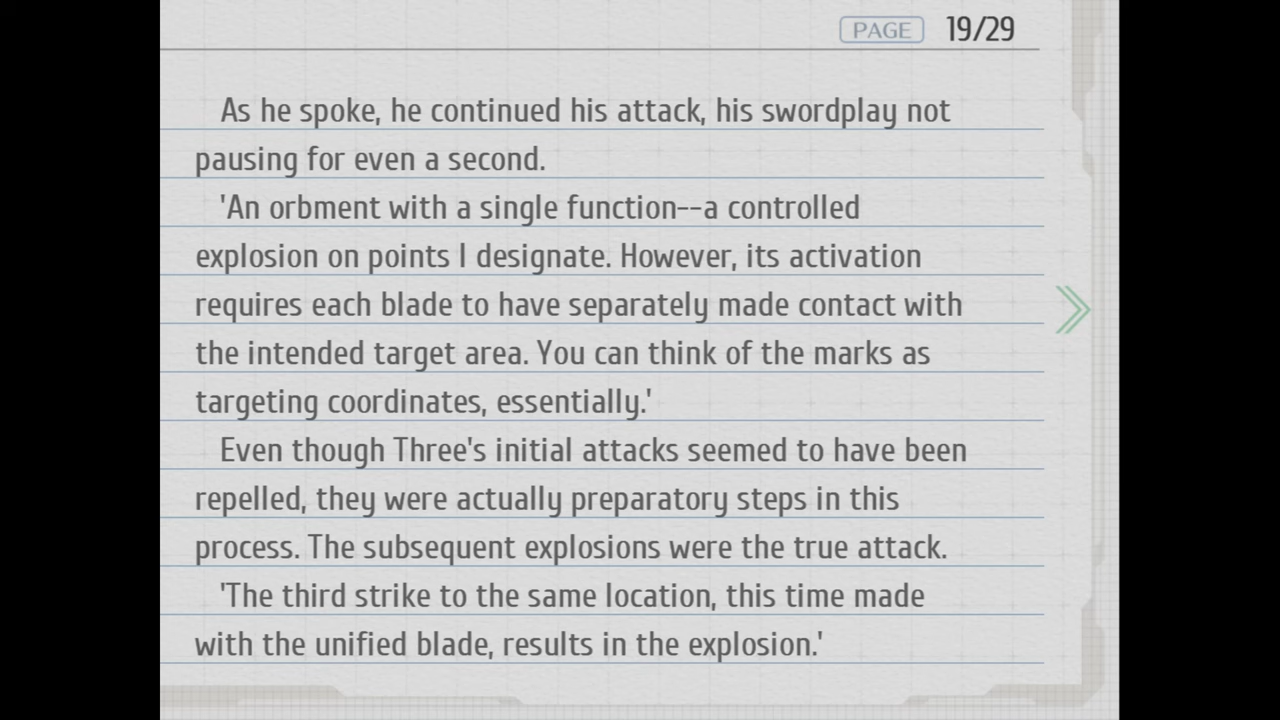 PAGE 19/29
As he spoke, he continued his attack, his swordplay not
pausing for even a second.
'An orbment with a single function--a controlled
explosion on points I designate. However, its activation
requires each blade to have separately made contact with
the intended target area. You can think of the marks as
targeting coordinates, essentially.'
Even though Three's initial attacks seemed to have been
repelled, they were actually preparatory steps in this
process. The subsequent explosions were the true attack.
'The third strike to the same location, this time made
with the unified blade, results in the explosion.'